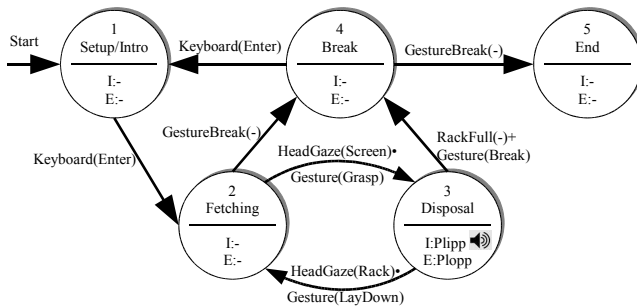 Start
1
Setup/Intro
I:-
E:-
Keyboard(Enter)
4
Break
I:-
E:-
GestureBreak(-)
5
End
I:-
E:-
Keyboard(Enter)
GestureBreak(-)
HeadGaze(Screen)•
Gesture(Grasp)
RackFull(-)+
Gesture(Break)
2
Fetching
I:-
E:-
3
Disposal
I:Plipp
E:Plopp
HeadGaze(Rack)•
Gesture(LayDown)